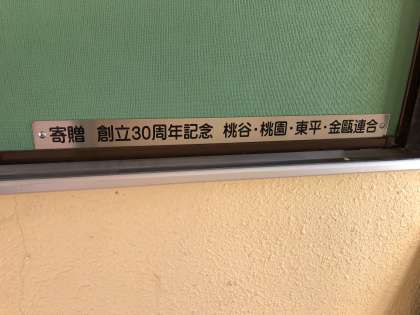 寄贈 創立30周年記念 桃谷・桃園・東平・金甌連合